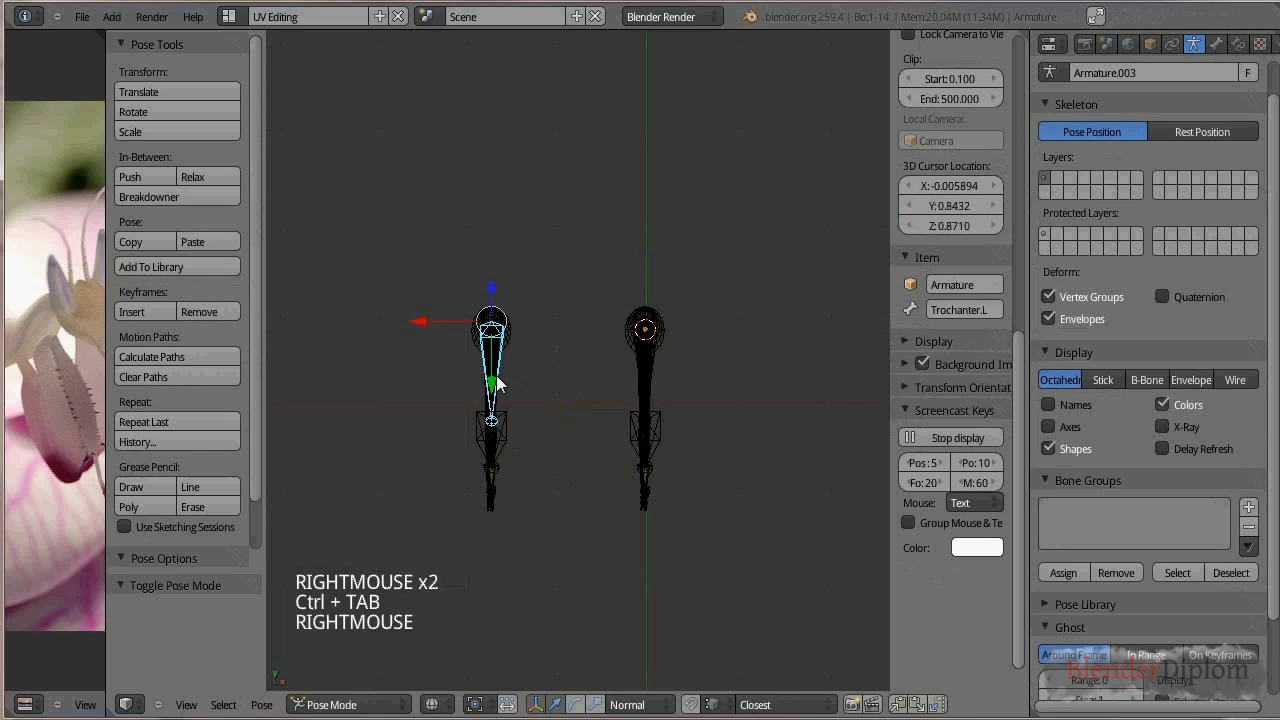 File Add Render Help UV Editing Scene Blender Render blender.org 259.4 | Bo:1-14 | Mem:20.04M (11.34M) | Armature
Pose Tools
Transform:
Translate
Rotate
Scale
In-Between:
Push Relax
Breakdowner
Pose:
Copy Paste
Add To Library
Keyframes:
Insert Remove
Motion Paths:
Calculate Paths
Clear Paths
Repeat:
Repeat Last
History...
Grease Pencil:
Draw Line
Poly Erase
Use Sketching Sessions
Pose Options
Toggle Pose Mode
RIGHTMOUSE x2
Ctrl + TAB
RIGHTMOUSE
Lock Camera to Vie
Clip:
Start: 0.100
End: 500.000
Local Camera:
Camera
3D Cursor Location:
X: -0.005894
Y: 0.8432
Z: 0.8710
Item
Armature
Trochanter.L
Display
Background Im
Transform Orientat
Screencast Keys
Stop display
Pos: 5 Po: 10
Fo: 20 M: 60
Mouse: Text
Group Mouse & Te
Color:
Armature.003 F
Skeleton
Pose Position Rest Position
Layers:
Protected Layers:
Deform:
Vertex Groups Quaternion
Envelopes
Display
Octahedr Stick B-Bone Envelope Wire
Names Colors
Axes X-Ray
Shapes Delay Refresh
Bone Groups
Assign Remove Select Deselect
Pose Library
Ghost
Around Frame In Range On Keyframes
Range: 0 Display:
BlenderDiplom
View View Select Pose Pose Mode Normal Closest